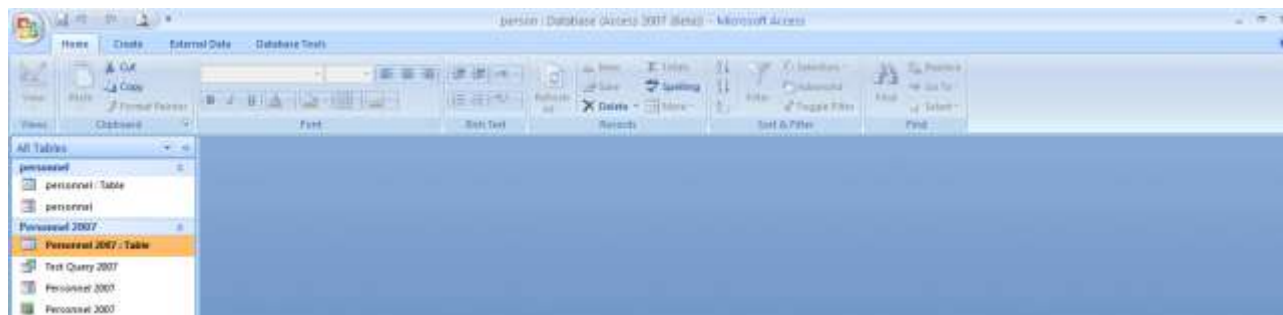 person : Database (Access 2007 (Beta)) - Microsoft Access
Home Create External Data Database Tools
View Paste Cut Copy Format Painter
Refresh All New Save Delete Totals Spelling More
Filter Selection Advanced Toggle Filter
Find Replace Go To Select
Views Clipboard Font Rich Text Records Sort & Filter Find
All Tables
personnel
personnel : Table
personnel
Personnel 2007
Personnel 2007 : Table
Test Query 2007
Personnel 2007
Personnel 2007